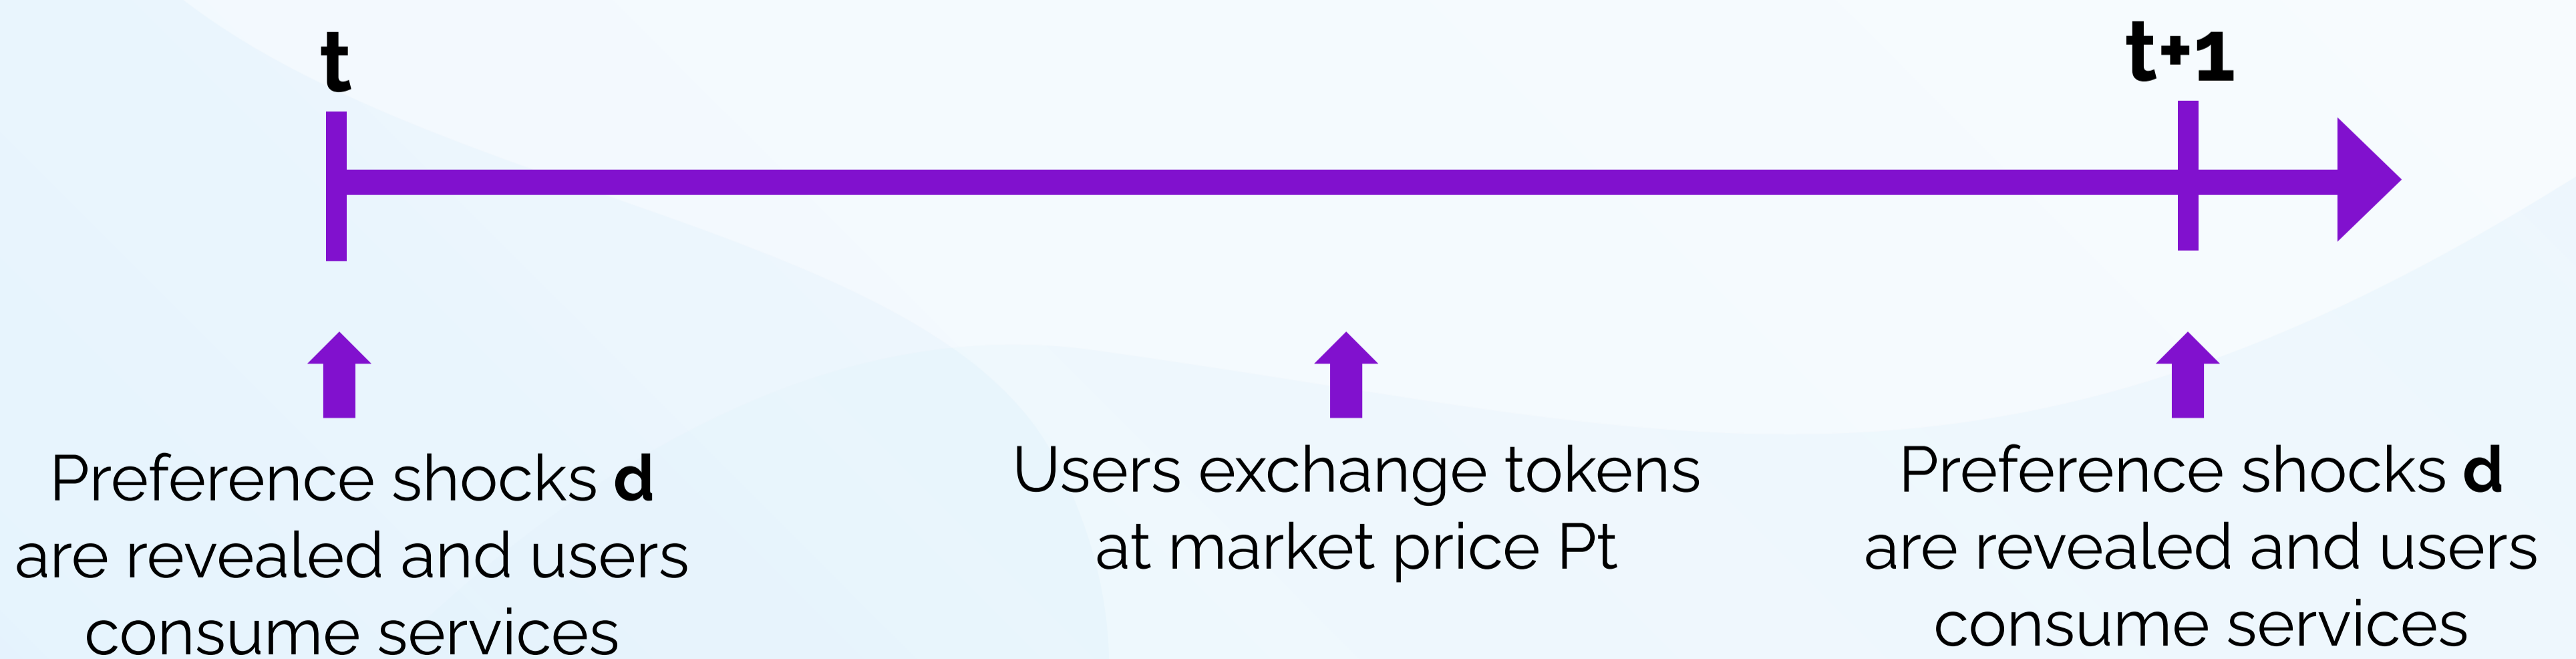 t
t+1
Preference shocks d
are revealed and users
consume services
Users exchange tokens
at market price Pt
Preference shocks d
are revealed and users
consume services